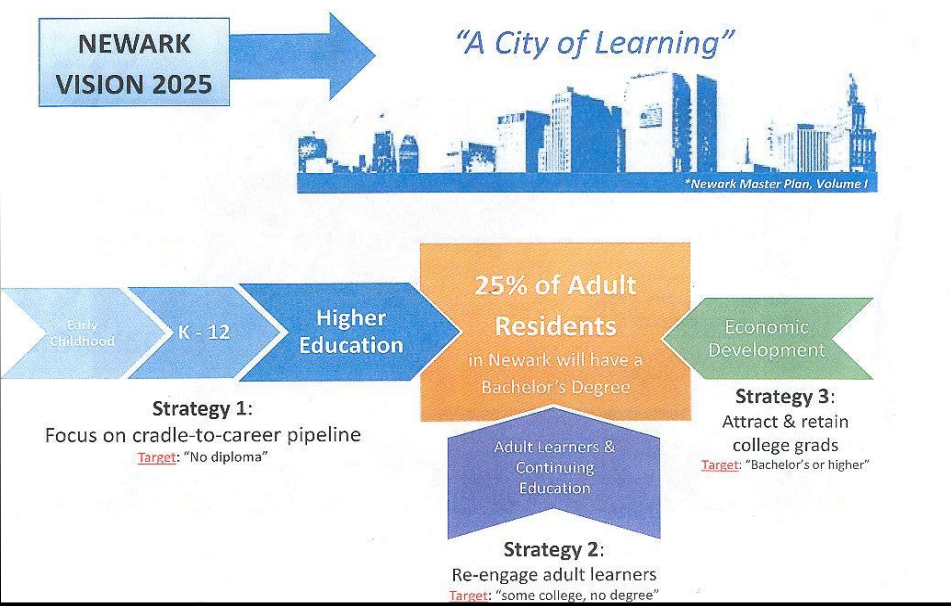 NEWARK
VISION 2025
“A City of Learning”
*Newark Master Plan, Volume I
Early
Childhood
K - 12
Higher
Education
25% of Adult
Residents
in Newark will have a
Bachelor’s Degree
Economic
Development
Strategy 1:
Focus on cradle-to-career pipeline
Target: “No diploma”
Adult Learners &
Continuing
Education
Strategy 3:
Attract & retain
college grads
Target: “Bachelor’s or higher”
Strategy 2:
Re-engage adult learners
Target: “some college, no degree”